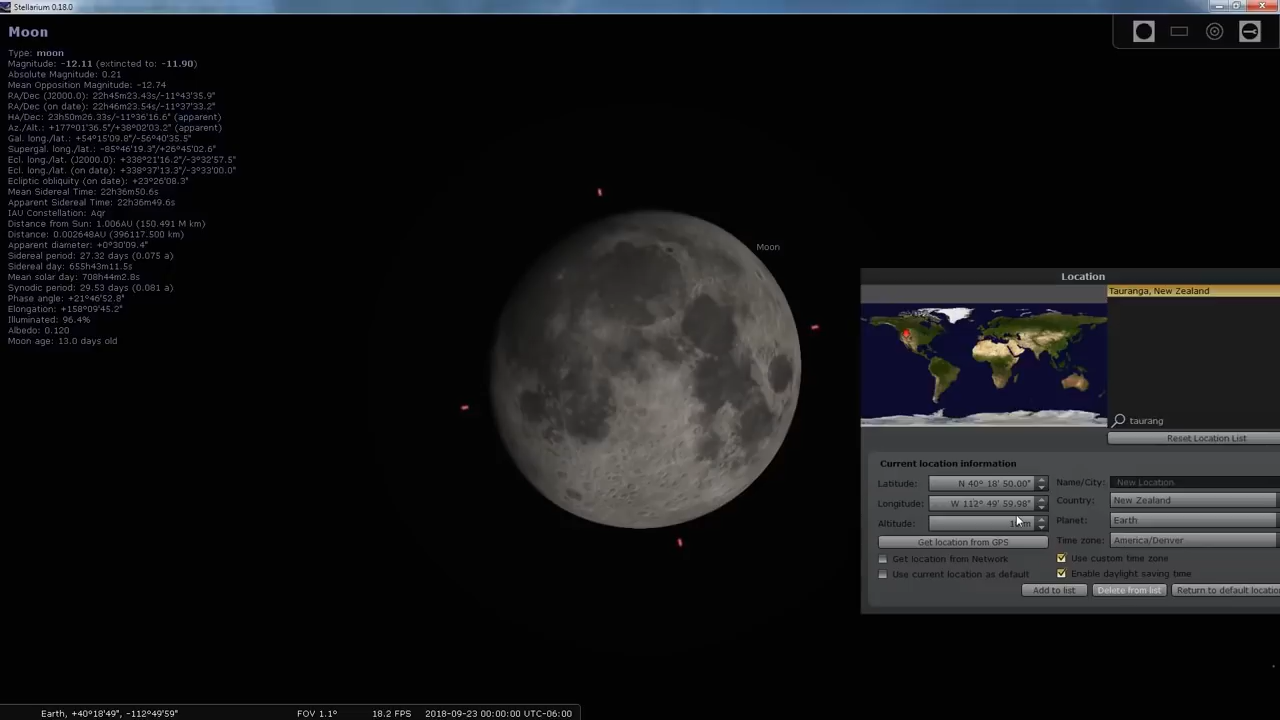 Stellarium 0.18.0
Moon
Type: moon
Magnitude: -12.11 (extincted to: -11.90)
Absolute Magnitude: 0.21
Mean Opposition Magnitude: -12.74
RA/Dec (J2000.0): 22h45m23.43s/-11°43'35.9"
RA/Dec (on date): 22h46m23.54s/-11°37'33.2"
HA/Dec: 23h50m26.33s/-11°36'16.6" (apparent)
Az./Alt.: +177°01'36.5"/+38°02'03.2" (apparent)
Gal. long./lat.: +54°15'09.8"/-56°40'35.5"
Supergal. long./lat.: -85°46'19.3"/+26°45'02.6"
Ecl. long./lat. (J2000.0): +338°21'16.2"/-3°32'57.5"
Ecl. long./lat. (on date): +338°37'13.3"/-3°33'00.0"
Ecliptic obliquity (on date): +23°26'08.3"
Mean Sidereal Time: 22h36m50.6s
Apparent Sidereal Time: 22h36m49.6s
IAU Constellation: Aqr
Distance from Sun: 1.006AU (150.491 M km)
Distance: 0.002648AU (396117.500 km)
Apparent diameter: +0°30'09.4"
Sidereal period: 27.32 days (0.075 a)
Sidereal day: 655h43m11.5s
Mean solar day: 708h44m2.8s
Synodic period: 29.53 days (0.081 a)
Phase angle: +21°46'52.8"
Elongation: +158°09'45.2"
Illuminated: 96.4%
Albedo: 0.120
Moon age: 13.0 days old
Moon
Location
Tauranga, New Zealand
taurang
Reset Location List
Current location information
Latitude: N 40° 18' 50.00"
Name/City: New Location
Longitude: W 112° 49' 59.98"
Country: New Zealand
Altitude:
Planet: Earth
Get location from GPS
Time zone: America/Denver
Get location from Network
Use custom time zone
Use current location as default
Enable daylight saving time
Add to list
Delete from list
Return to default locatio
Earth, +40°18'49", -112°49'59" FOV 1.1° 18.2 FPS 2018-09-23 00:00:00 UTC-06:00